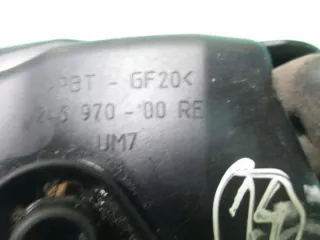 >PBT - GF20<
970 - 00 RE
UM7